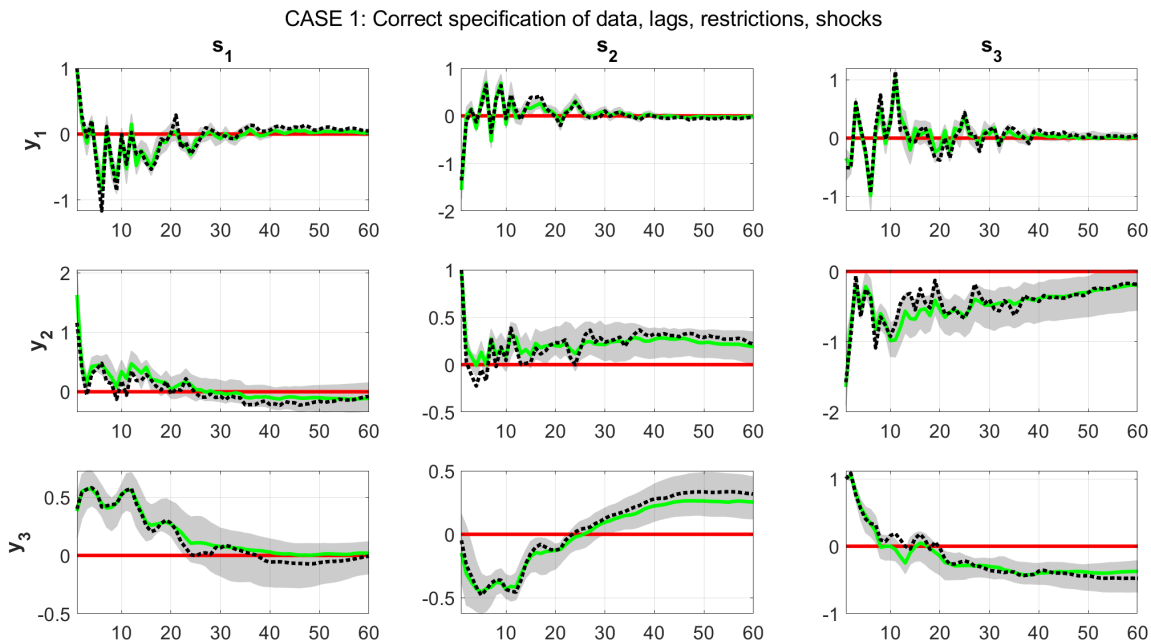 CASE 1: Correct specification of data, lags, restrictions, shocks
s1 s2 s3
y1
1 0 -1
10 20 30 40 50 60
1 0 -1 -2
10 20 30 40 50 60
1 0 -1
10 20 30 40 50 60
y2
2 1 0
10 20 30 40 50 60
1 0.5 0 -0.5
10 20 30 40 50 60
0 -1 -2
10 20 30 40 50 60
y3
0.5 0 -0.5
10 20 30 40 50 60
0.5 0 -0.5
10 20 30 40 50 60
1 0 -1
10 20 30 40 50 60